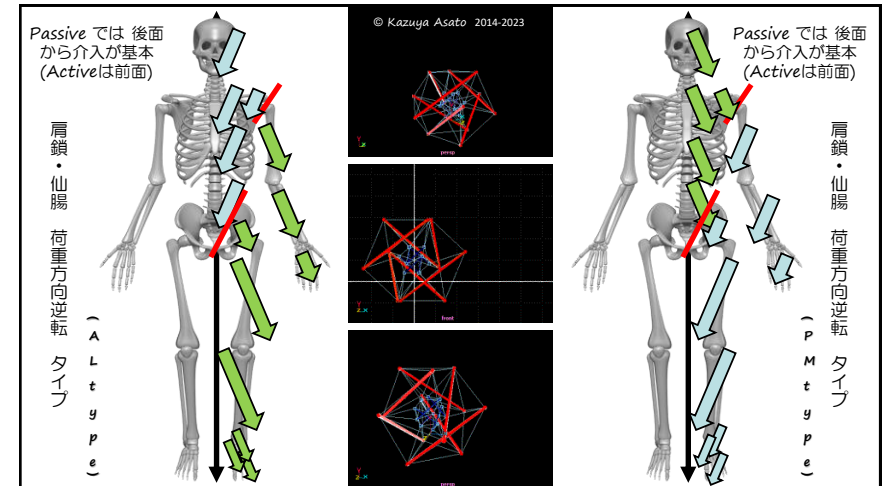 Passive では 後面
から介入が基本
(Activeは前面)
肩鎖・仙腸 荷重方向逆転 タイプ
(ALtype)
© Kazuya Asato 2014-2023
persp
front
persp
Passive では 後面
から介入が基本
(Activeは前面)
肩鎖・仙腸 荷重方向逆転 タイプ
(PMtype)